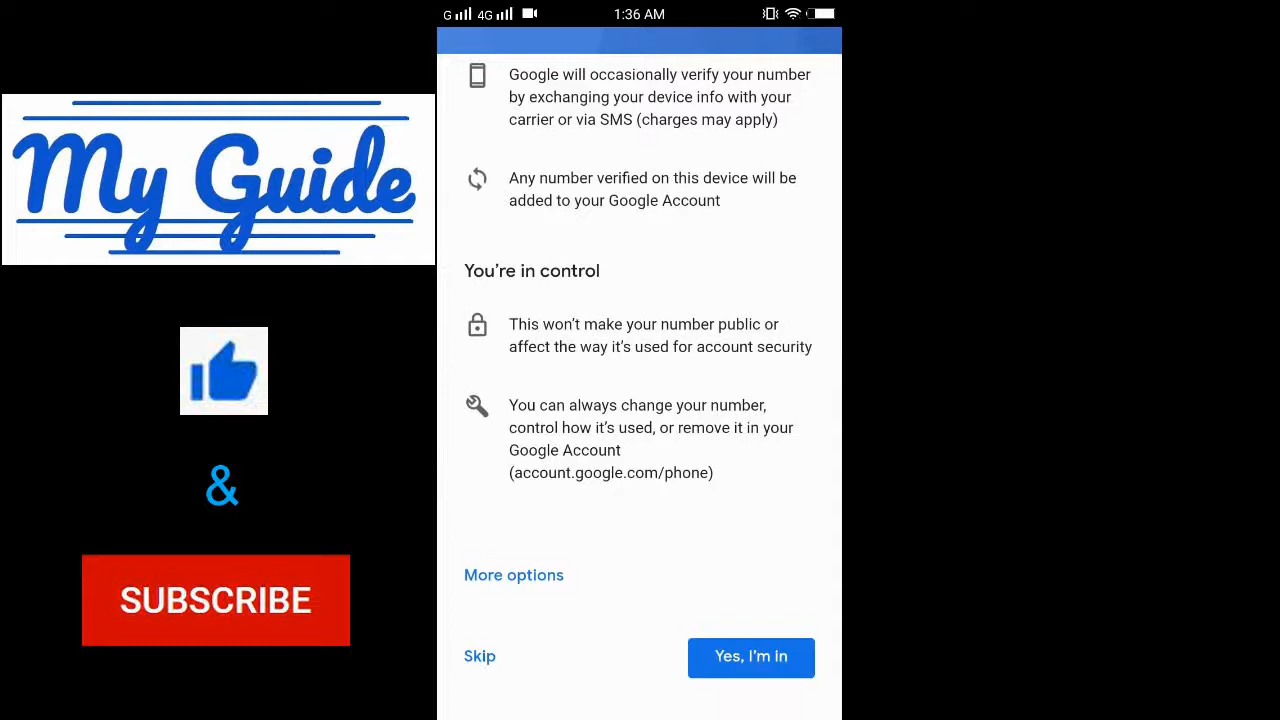 G 4G 1:36 AM
My Guide
&
SUBSCRIBE
Google will occasionally verify your number
by exchanging your device info with your
carrier or via SMS (charges may apply)
Any number verified on this device will be
added to your Google Account
You're in control
This won't make your number public or
affect the way it's used for account security
You can always change your number,
control how it's used, or remove it in your
Google Account
(account.google.com/phone)
More options
Skip
Yes, I'm in